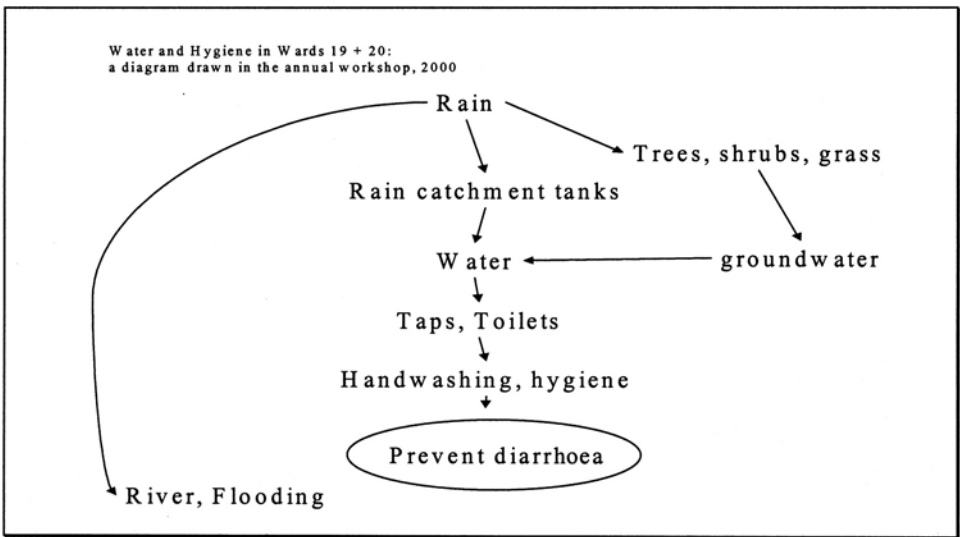 Water and Hygiene in Wards 19 + 20:
a diagram drawn in the annual workshop, 2000
Rain
Trees, shrubs, grass
Rain catchment tanks
Water
groundwater
Taps, Toilets
Handwashing, hygiene
Prevent diarrhoea
River, Flooding